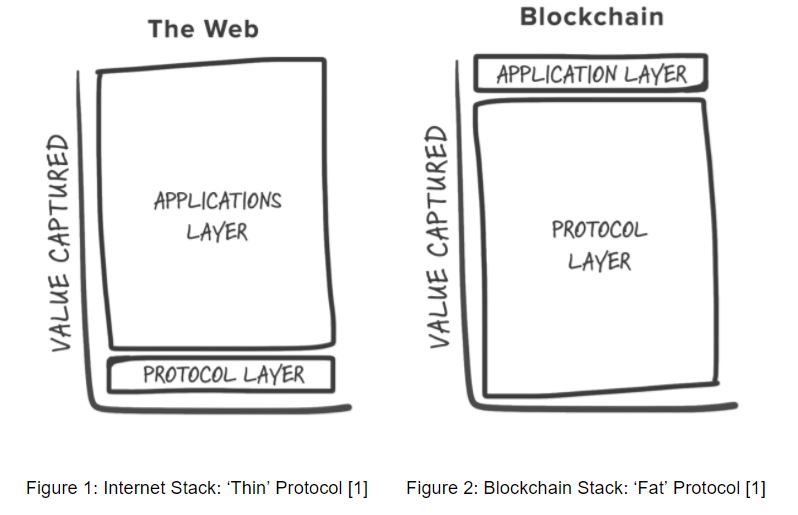 The Web
VALUE CAPTURED
APPLICATIONS
LAYER
PROTOCOL LAYER
Figure 1: Internet Stack: ‘Thin’ Protocol [1]
Blockchain
VALUE CAPTURED
APPLICATION LAYER
PROTOCOL
LAYER
Figure 2: Blockchain Stack: ‘Fat’ Protocol [1]